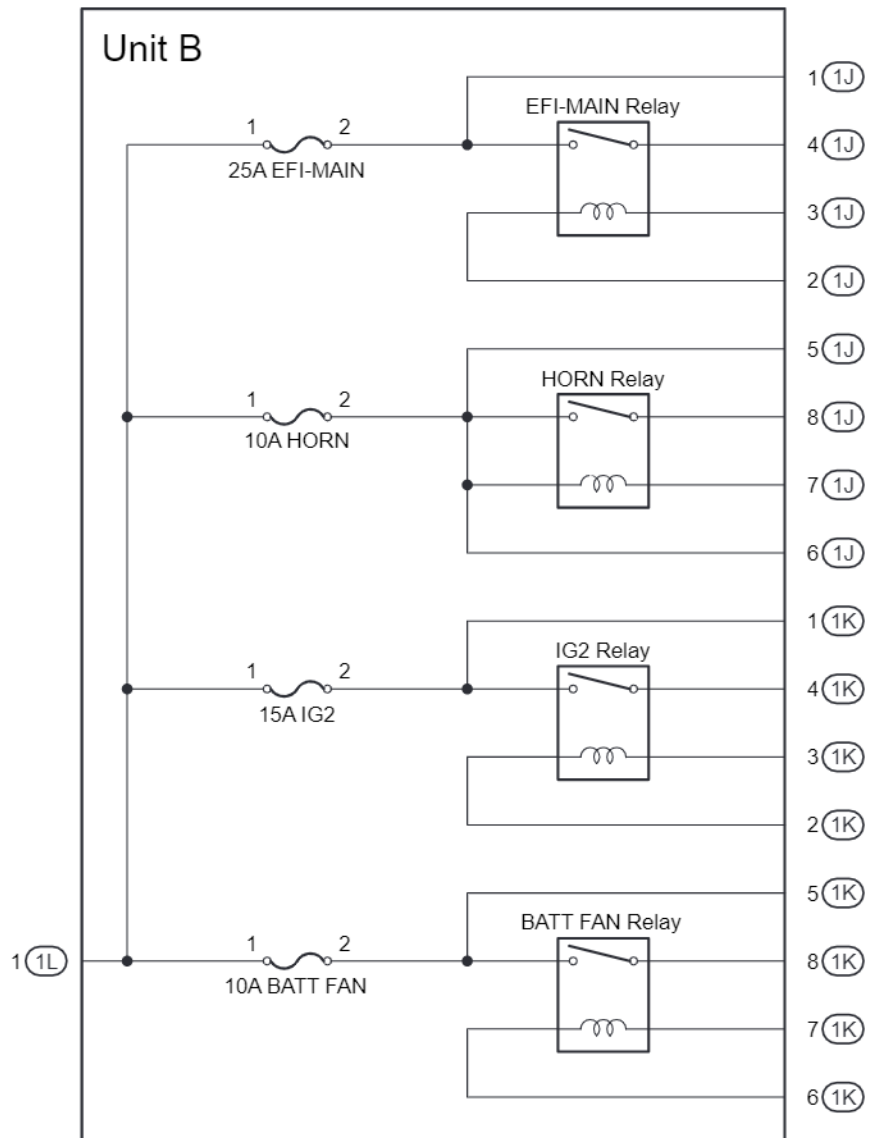 Unit B
1 1J
EFI-MAIN Relay
1 2
4 1J
25A EFI-MAIN
3 1J
2 1J
5 1J
HORN Relay
1 2
8 1J
10A HORN
7 1J
6 1J
1 1K
IG2 Relay
1 2
4 1K
15A IG2
3 1K
2 1K
5 1K
BATT FAN Relay
1 1L
1 2
8 1K
10A BATT FAN
7 1K
6 1K